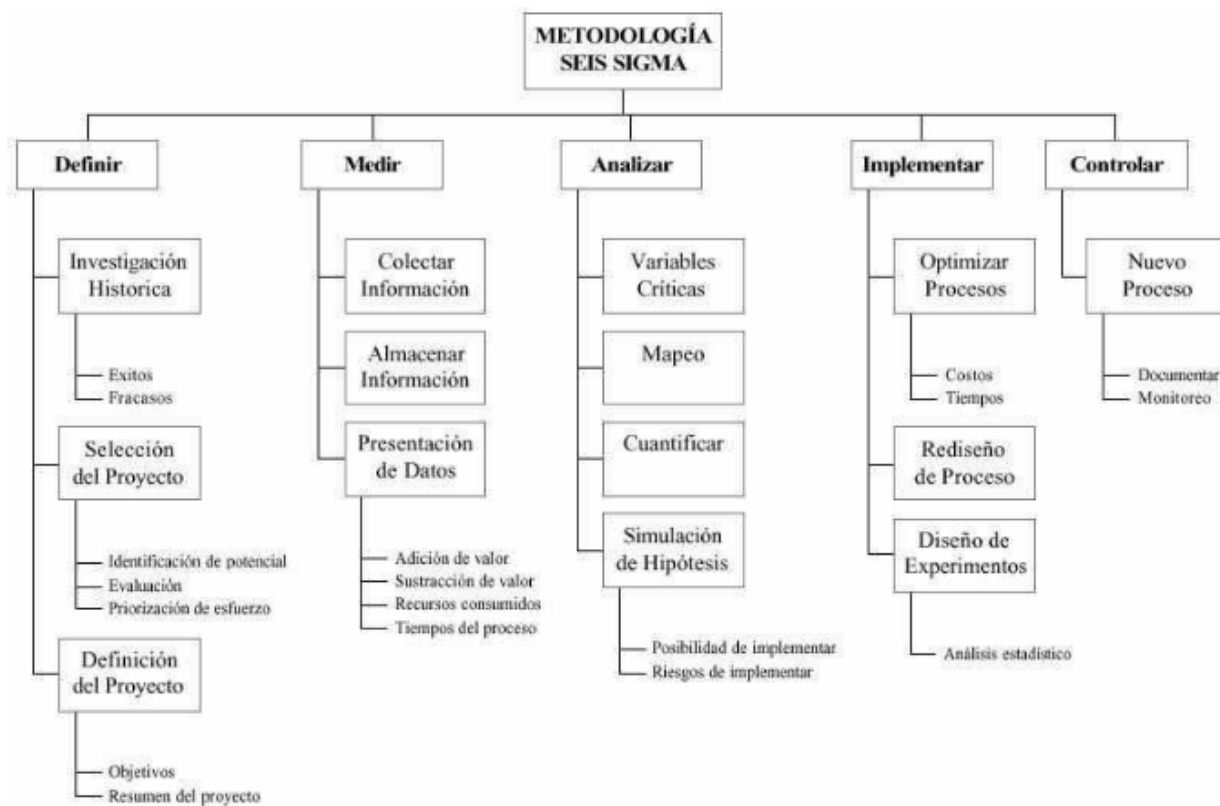 METODOLOGÍA
SEIS SIGMA
Definir
Medir
Analizar
Implementar
Controlar
Investigación
Historica
Exitos
Fracasos
Selección
del Proyecto
Identificación de potencial
Evaluación
Priorización de esfuerzo
Definición
del Proyecto
Objetivos
Resumen del proyecto
Colectar
Información
Almacenar
Información
Presentación
de Datos
Adición de valor
Sustracción de valor
Recursos consumidos
Tiempos del proceso
Variables
Críticas
Mapeo
Cuantificar
Simulación
de Hipótesis
Posibilidad de implementar
Riesgos de implementar
Optimizar
Procesos
Costos
Tiempos
Rediseño
de Proceso
Diseño de
Experimentos
Análisis estadístico
Nuevo
Proceso
Documentar
Monitoreo